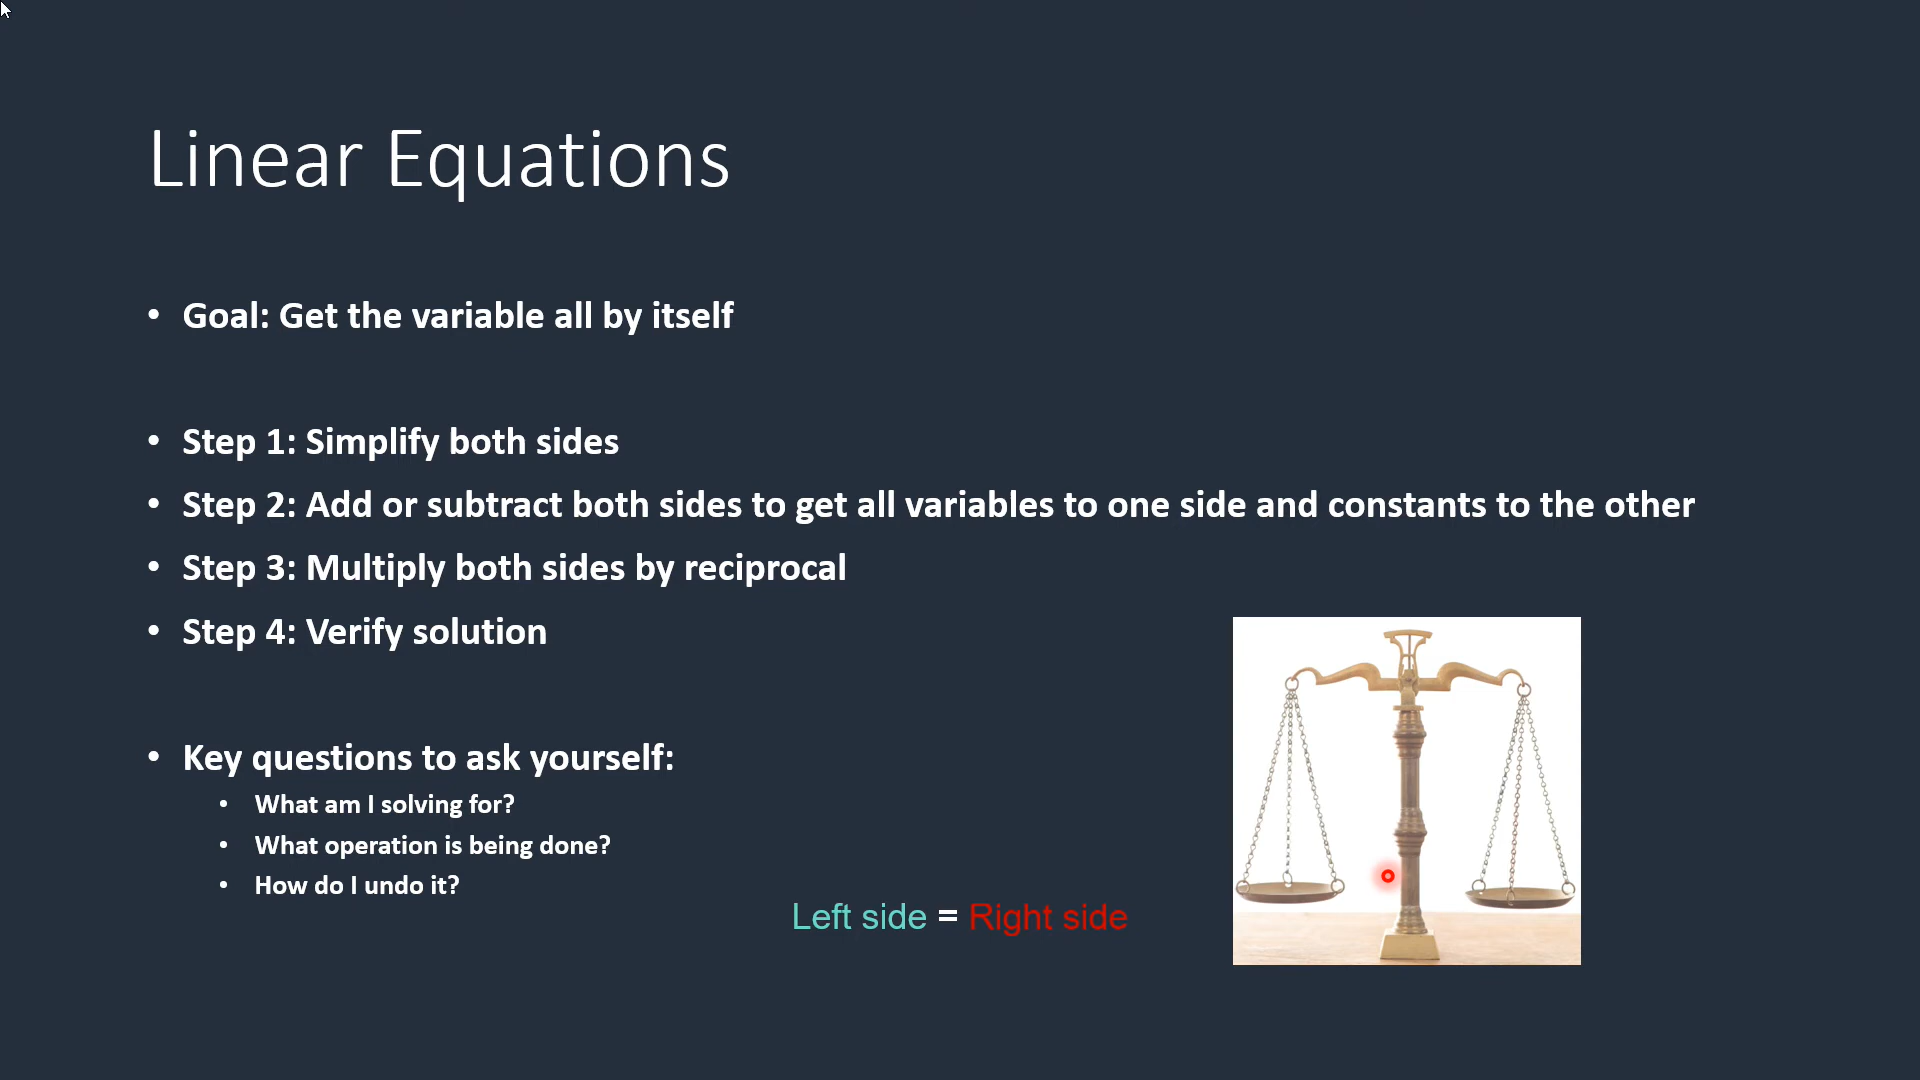 Linear Equations
• Goal: Get the variable all by itself
• Step 1: Simplify both sides
• Step 2: Add or subtract both sides to get all variables to one side and constants to the other
• Step 3: Multiply both sides by reciprocal
• Step 4: Verify solution
• Key questions to ask yourself:
• What am I solving for?
• What operation is being done?
• How do I undo it?
Left side = Right side